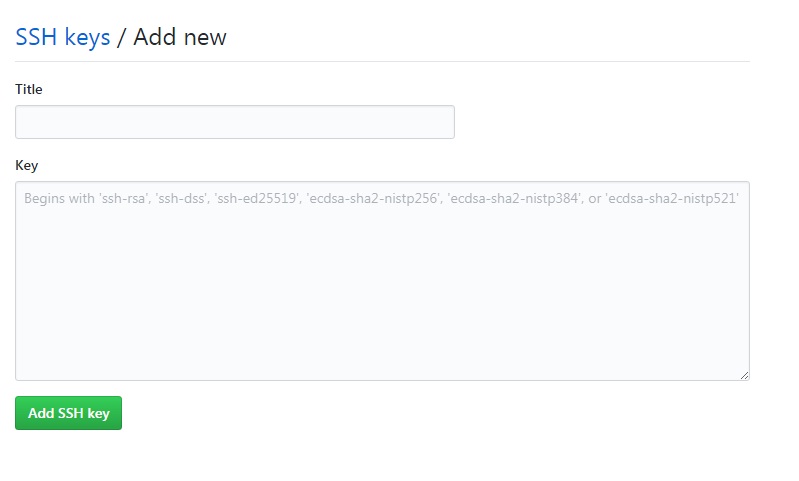 SSH keys / Add new
Title
Key
Begins with 'ssh-rsa', 'ssh-dss', 'ssh-ed25519', 'ecdsa-sha2-nistp256', 'ecdsa-sha2-nistp384', or 'ecdsa-sha2-nistp521'
Add SSH key